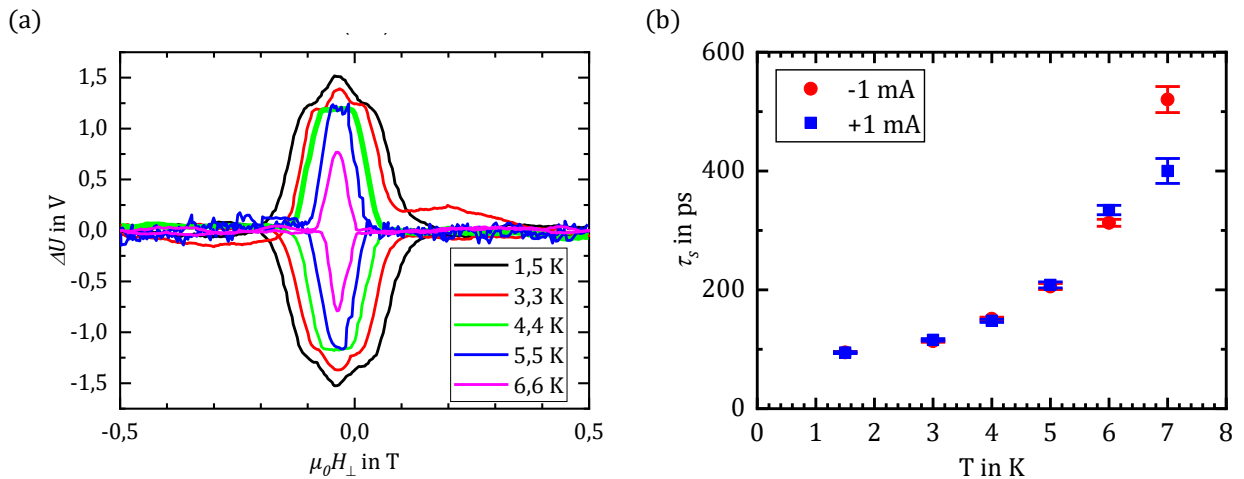 (a)
1,5
1,0
0,5
0,0
-0,5
-1,0
-1,5
ΔU in V
-0,5
0,0
0,5
μ₀H⊥ in T
1,5 K
3,3 K
4,4 K
5,5 K
6,6 K
(b)
600
400
200
0
τₛ in ps
0
1
2
3
4
5
6
7
8
T in K
-1 mA
+1 mA